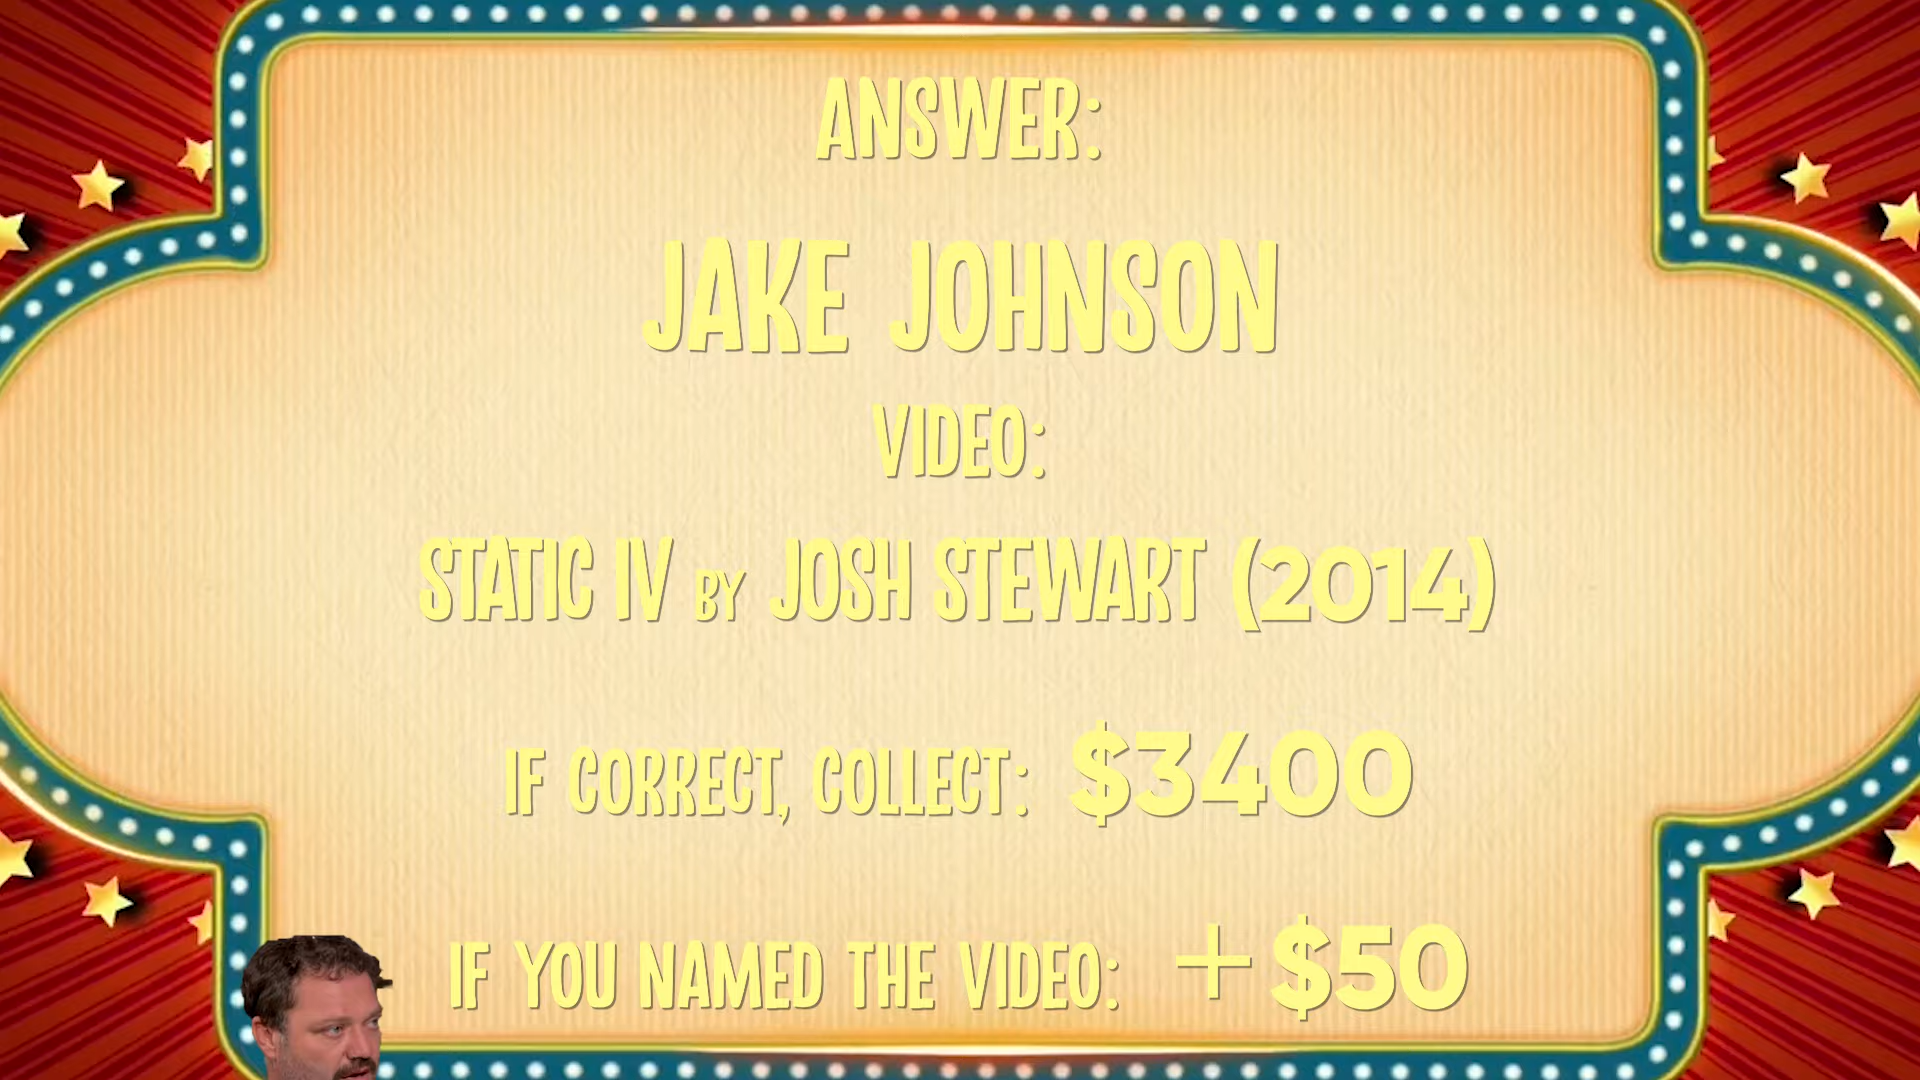 ANSWER:
JAKE JOHNSON
VIDEO:
STATIC IV BY JOSH STEWART (2014)
IF CORRECT, COLLECT: $3400
IF YOU NAMED THE VIDEO: +$50